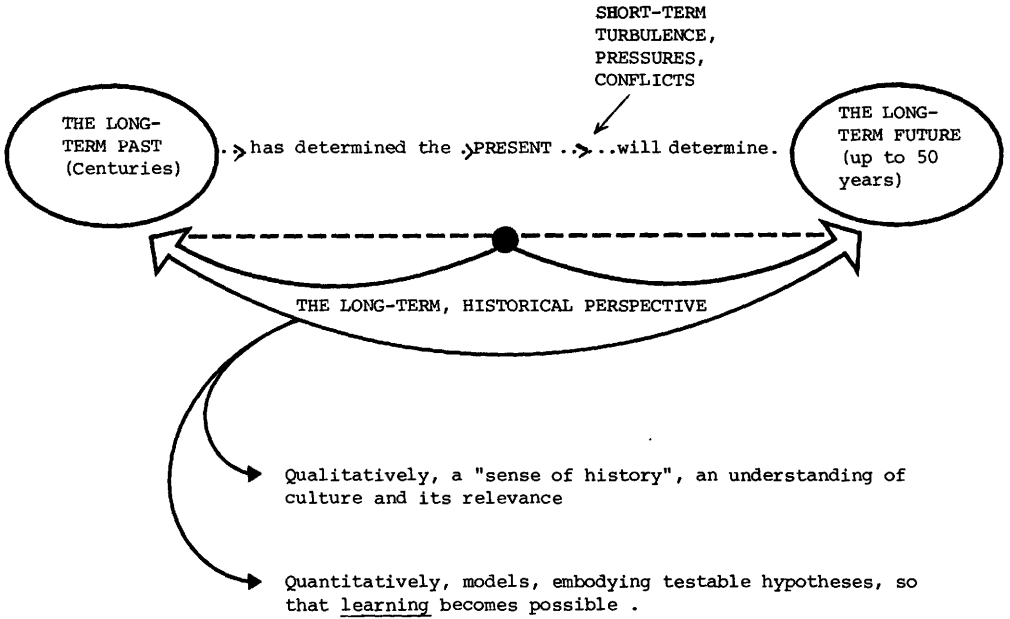 SHORT-TERM
TURBULENCE,
PRESSURES,
CONFLICTS
THE LONG-
TERM PAST
(Centuries)
..>has determined the .>PRESENT ..>...will determine.
THE LONG-
TERM FUTURE
(up to 50
years)
THE LONG-TERM, HISTORICAL PERSPECTIVE
Qualitatively, a "sense of history", an understanding of
culture and its relevance
Quantitatively, models, embodying testable hypotheses, so
that learning becomes possible .